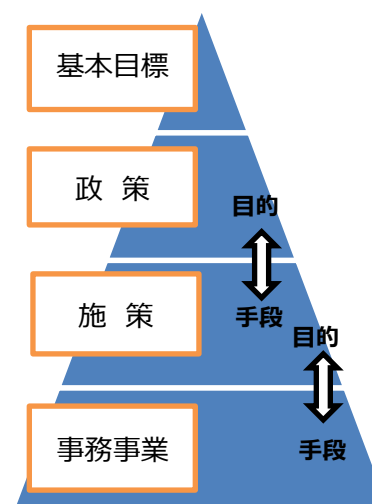 基本目標
政 策
目的
施 策
手段
目的
事務事業
手段